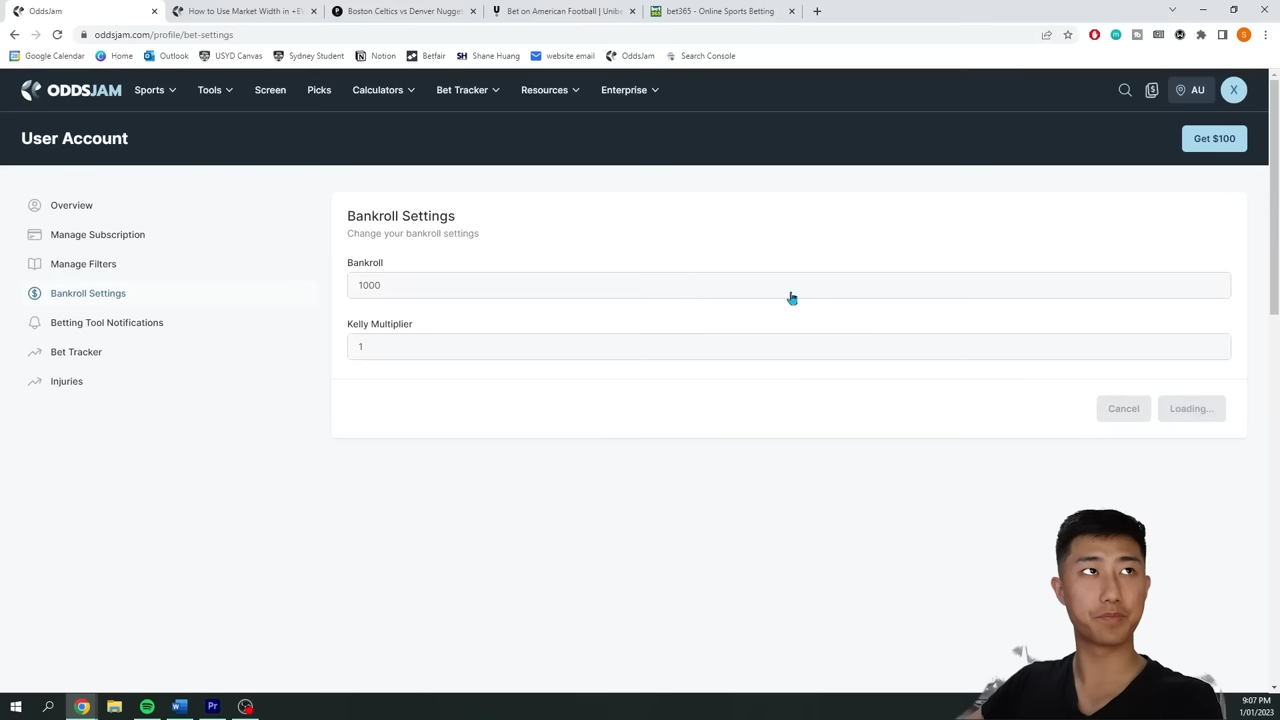 OddsJam
How to Use Market Width in +E
Boston Celtics vs Denver Nugget
Bet on American Football | Unibe
bet365 - Online Sports Betting
oddsjam.com/profile/bet-settings
S
Google Calendar
Home
Outlook
USYD Canvas
Sydney Student
Notion
Betfair
SH Shane Huang
website email
OddsJam
Search Console
ODDSJAM
Sports
Tools
Screen
Picks
Calculators
Bet Tracker
Resources
Enterprise
AU
X
User Account
Get $100
Overview
Manage Subscription
Manage Filters
Bankroll Settings
Betting Tool Notifications
Bet Tracker
Injuries
Bankroll Settings
Change your bankroll settings
Bankroll
1000
Kelly Multiplier
1
Cancel
Loading...
9:07 PM
1/01/2023